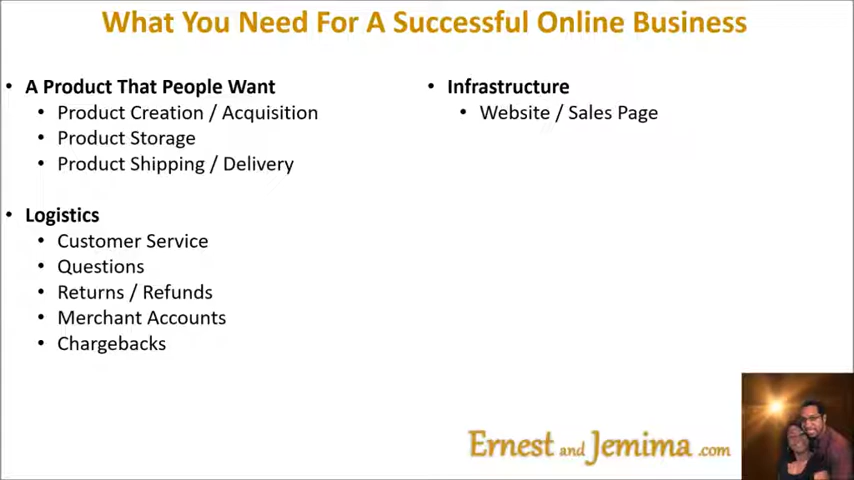 What You Need For A Successful Online Business
• A Product That People Want
• Product Creation / Acquisition
• Product Storage
• Product Shipping / Delivery
• Logistics
• Customer Service
• Questions
• Returns / Refunds
• Merchant Accounts
• Chargebacks
• Infrastructure
• Website / Sales Page
Ernest and Jemima .com